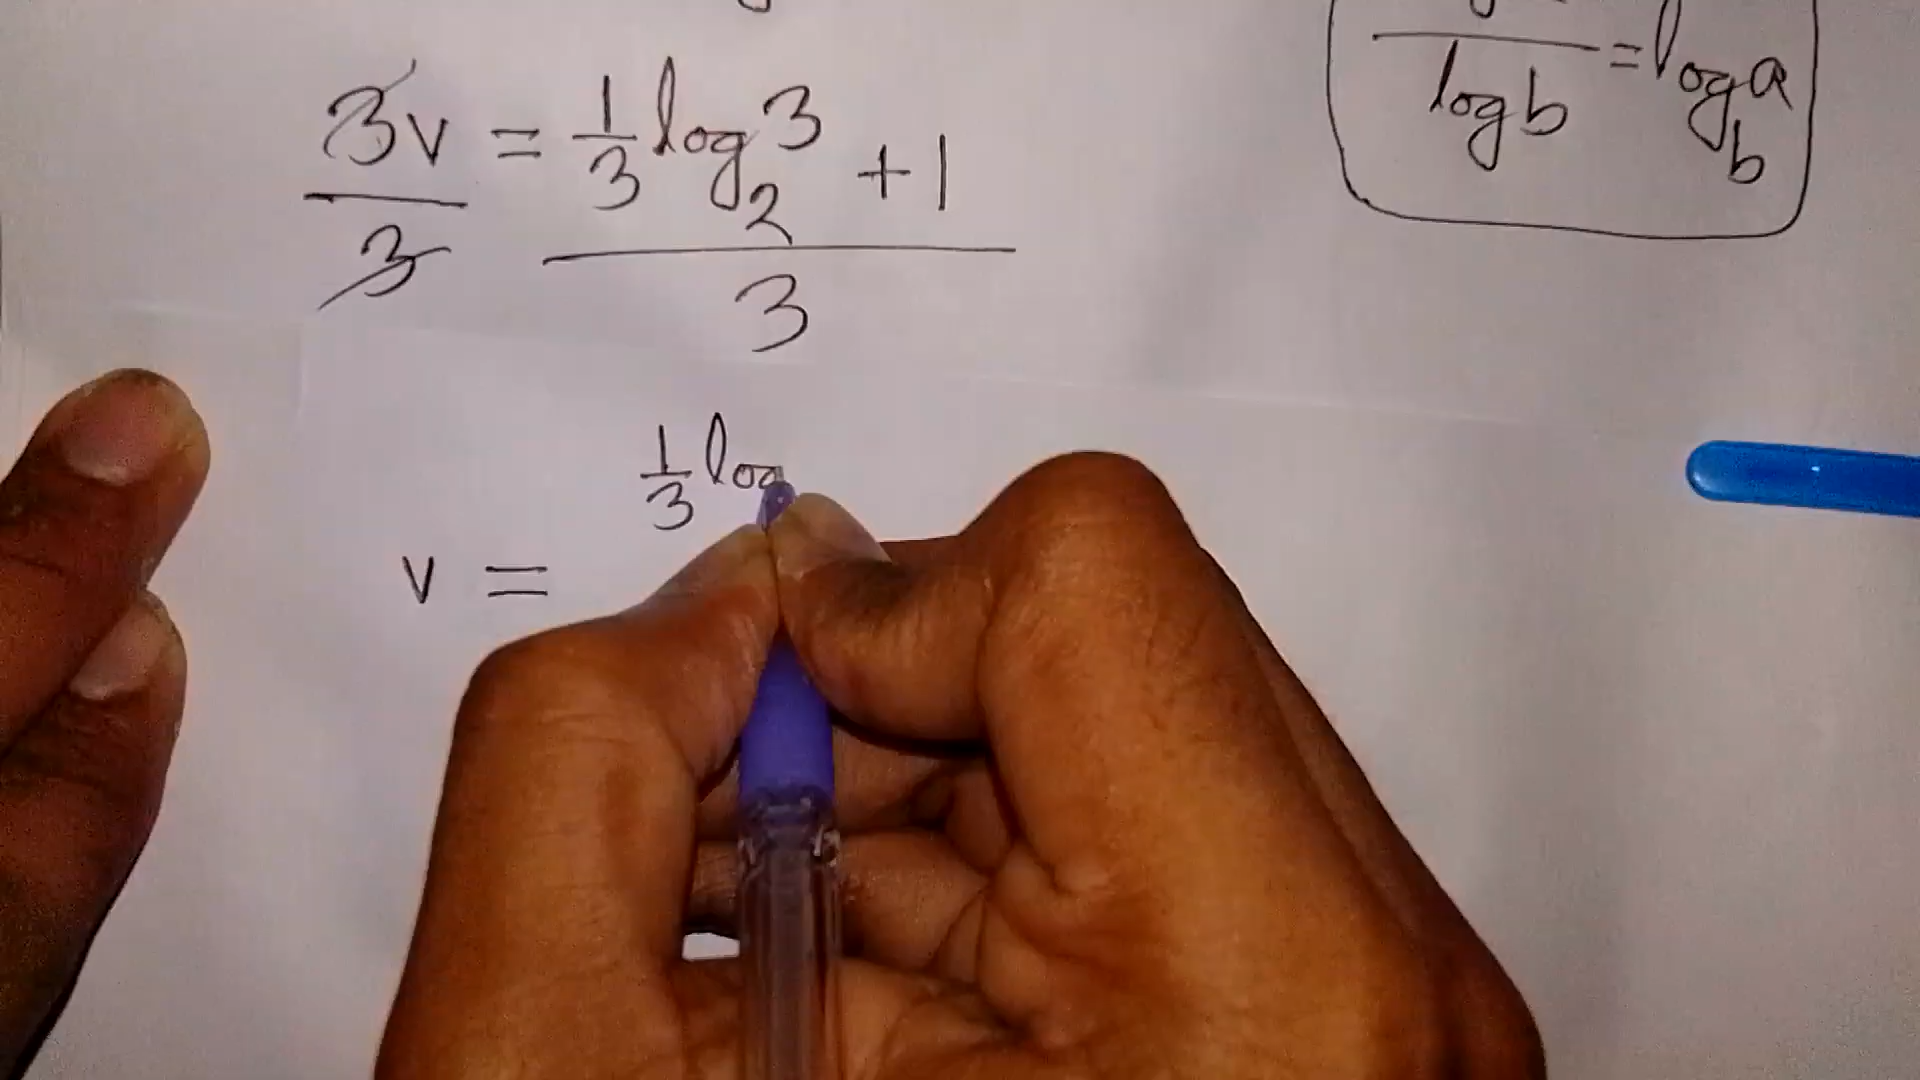 3v = 1/3 log₂3 + 1
3 3
1/3 log
v =
log b = log_b a